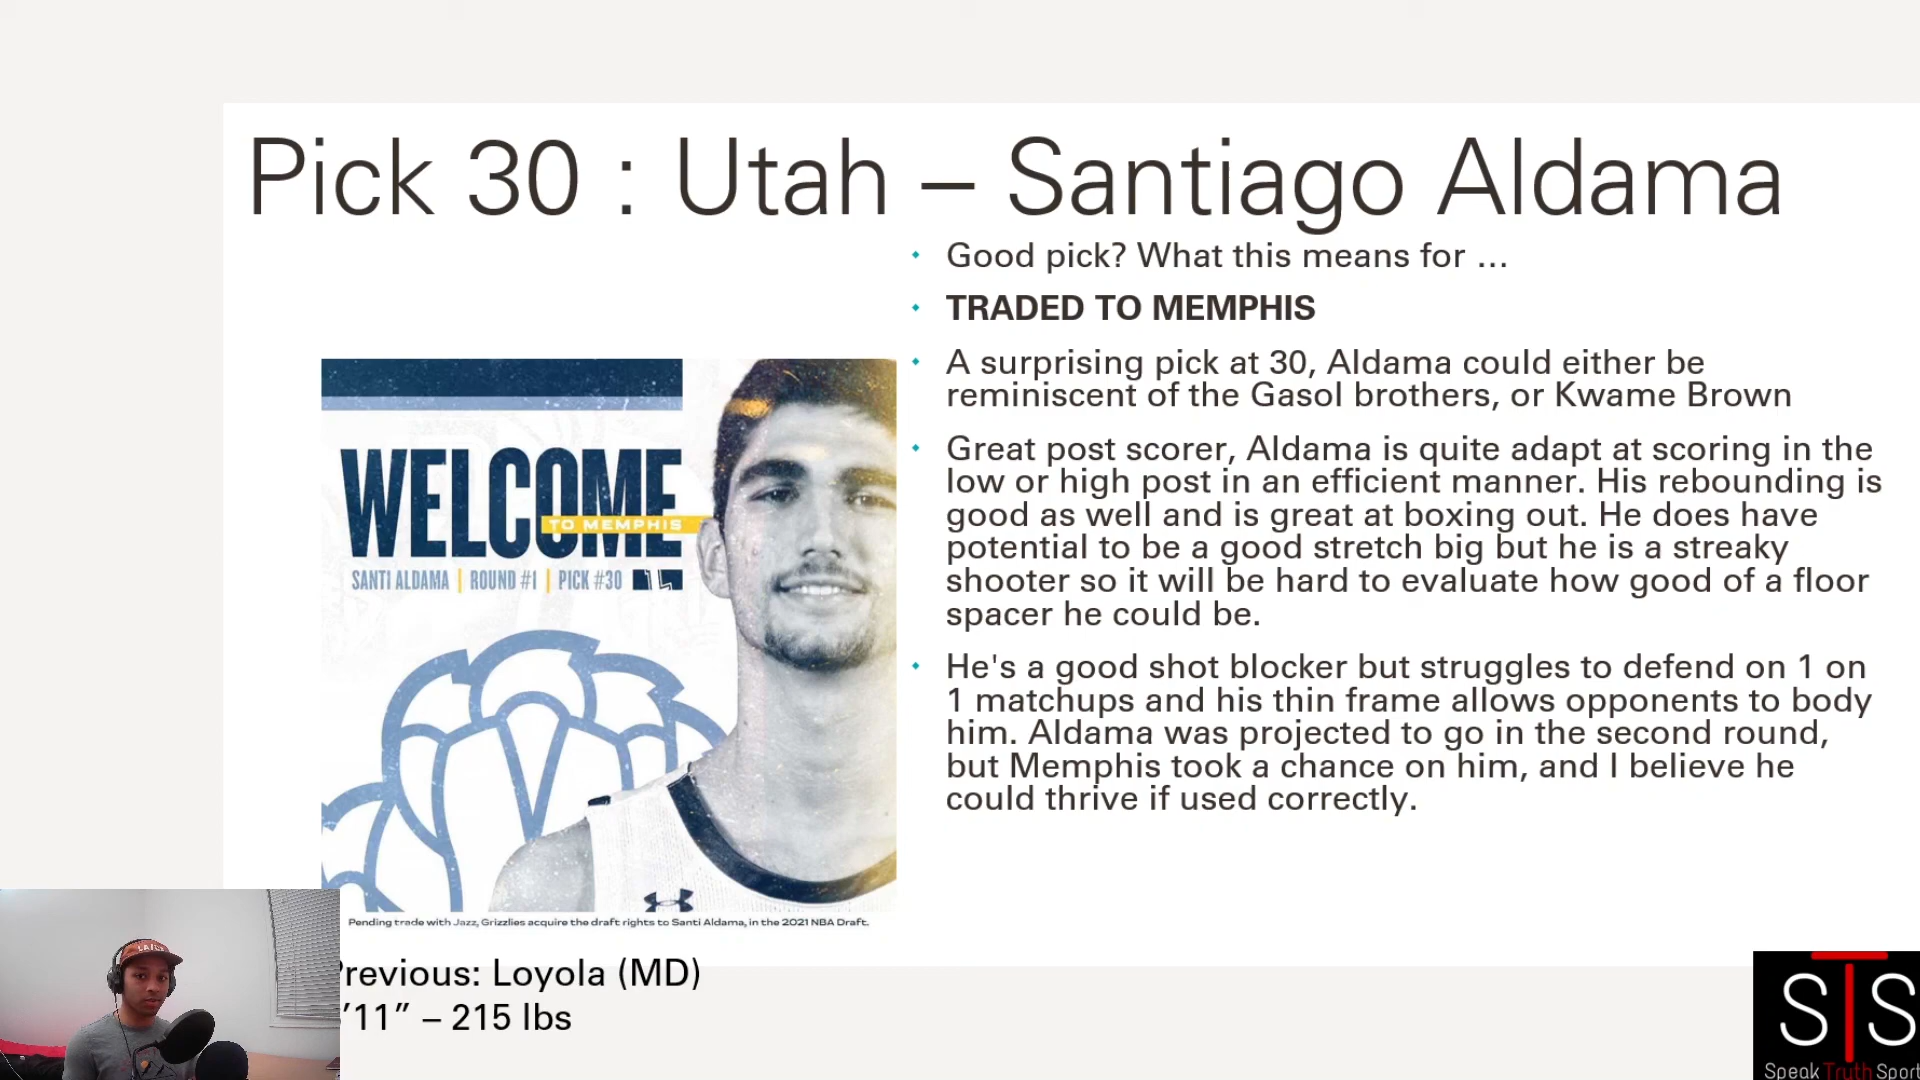 Pick 30 : Utah – Santiago Aldama
Good pick? What this means for …
TRADED TO MEMPHIS
A surprising pick at 30, Aldama could either be
reminiscent of the Gasol brothers, or Kwame Brown
Great post scorer, Aldama is quite adapt at scoring in the
low or high post in an efficient manner. His rebounding is
good as well and is great at boxing out. He does have
potential to be a good stretch big but he is a streaky
shooter so it will be hard to evaluate how good of a floor
spacer he could be.
He's a good shot blocker but struggles to defend on 1 on
1 matchups and his thin frame allows opponents to body
him. Aldama was projected to go in the second round,
but Memphis took a chance on him, and I believe he
could thrive if used correctly.
WELCOME
TO MEMPHIS
SANTI ALDAMA | ROUND #1 | PICK #30
Pending trade with Jazz, Grizzlies acquire the draft rights to Santi Aldama, in the 2021 NBA Draft.
Previous: Loyola (MD)
'11” – 215 lbs
STS
Speak Truth Sport